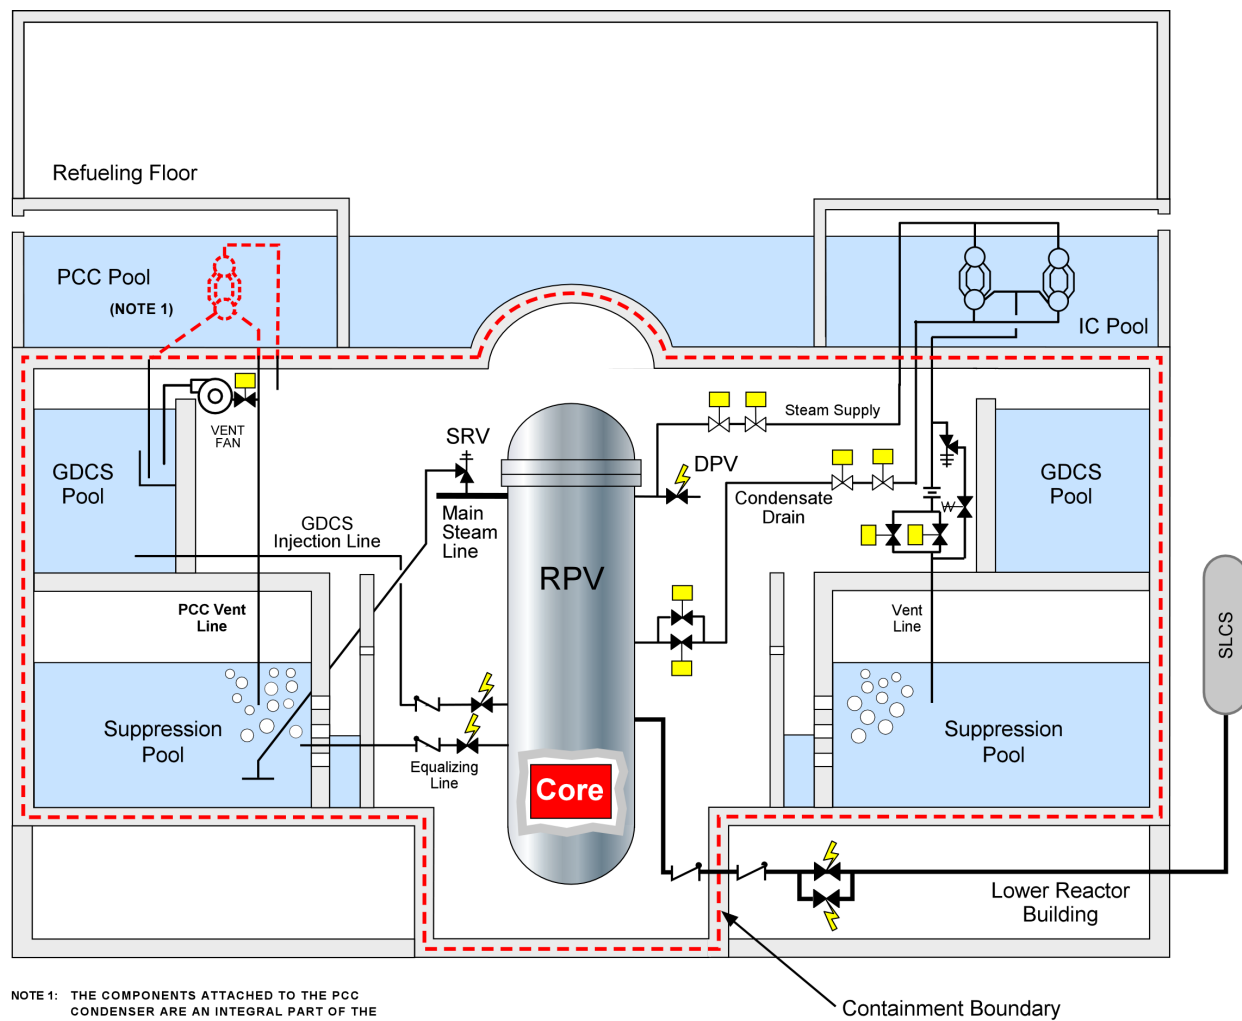 Refueling Floor
PCC Pool
(NOTE 1)
IC Pool
VENT
FAN
SRV
DPV
Steam Supply
GDCS
Pool
Main
Steam
Line
Condensate
Drain
GDCS
Pool
GDCS
Injection Line
RPV
PCC Vent
Line
Vent
Line
SLCS
Suppression
Pool
Suppression
Pool
Equalizing
Line
Core
Lower Reactor
Building
NOTE 1: THE COMPONENTS ATTACHED TO THE PCC
CONDENSER ARE AN INTEGRAL PART OF THE
Containment Boundary